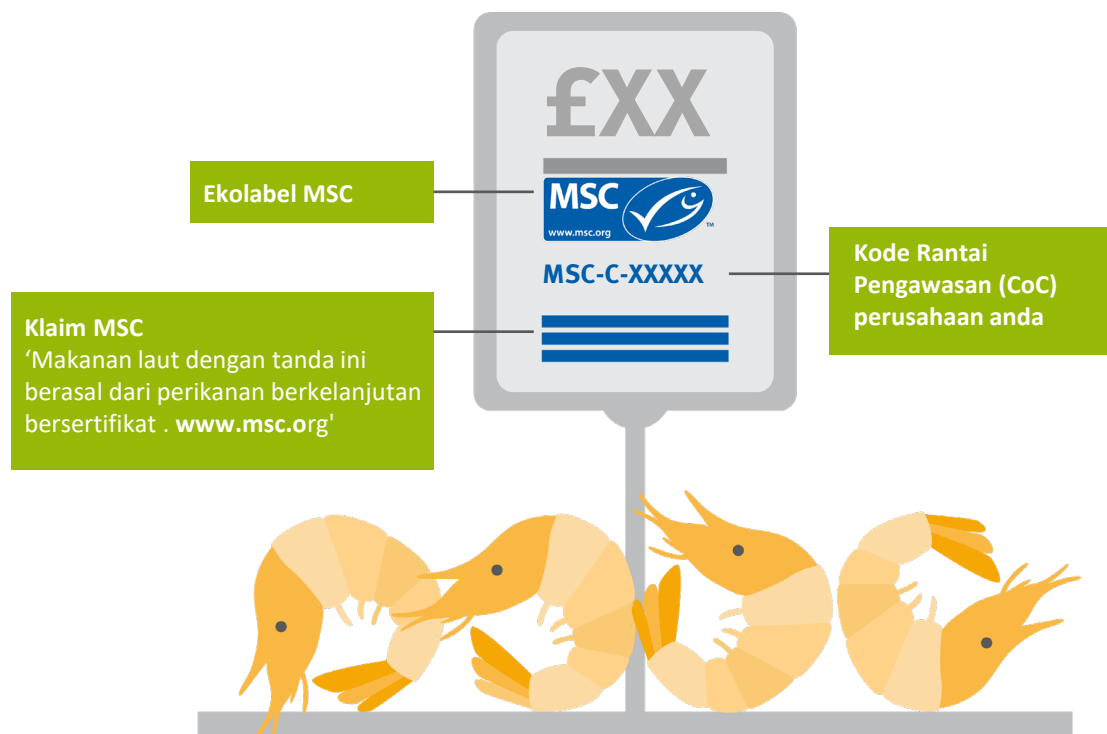 £XX
Ekolabel MSC
MSC
www.msc.org
TM
MSC-C-XXXXX
Kode Rantai
Pengawasan (CoC)
perusahaan anda
Klaim MSC
‘Makanan laut dengan tanda ini
berasal dari perikanan berkelanjutan
bersertifikat . www.msc.org'